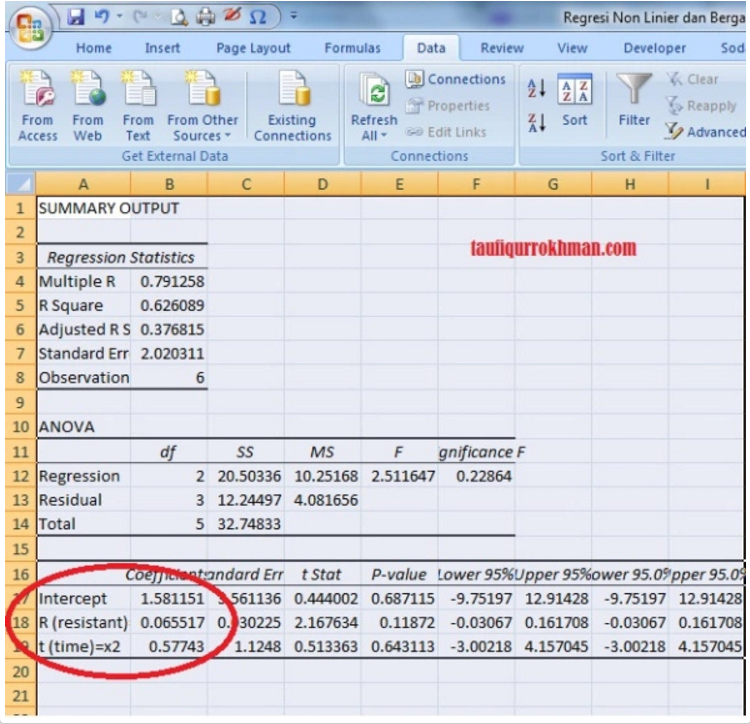 Regresi Non Linier dan Berga
Home Insert Page Layout Formulas Data Review View Developer Sod
From Access From Web From Text From Other Sources Existing Connections Refresh All Connections Properties Edit Links Sort Filter Clear Reapply Advanced
Get External Data Connections Sort & Filter
A B C D E F G H I
1 SUMMARY OUTPUT
2
taufiqurrokhman.com
3 Regression Statistics
4 Multiple R 0.791258
5 R Square 0.626089
6 Adjusted R S 0.376815
7 Standard Err 2.020311
8 Observation 6
9
10 ANOVA
11 df SS MS F gnificance F
12 Regression 2 20.50336 10.25168 2.511647 0.22864
13 Residual 3 12.24497 4.081656
14 Total 5 32.74833
15
16 Coefficient andard Err t Stat P-value Lower 95% Upper 95% ower 95.0% pper 95.0%
17 Intercept 1.581151 .561136 0.444002 0.687115 -9.75197 12.91428 -9.75197 12.91428
18 R (resistant) 0.065517 0.030225 2.167634 0.11872 -0.03067 0.161708 -0.03067 0.161708
19 t (time)=x2 0.57743 1.1248 0.513363 0.643113 -3.00218 4.157045 -3.00218 4.157045
20
21